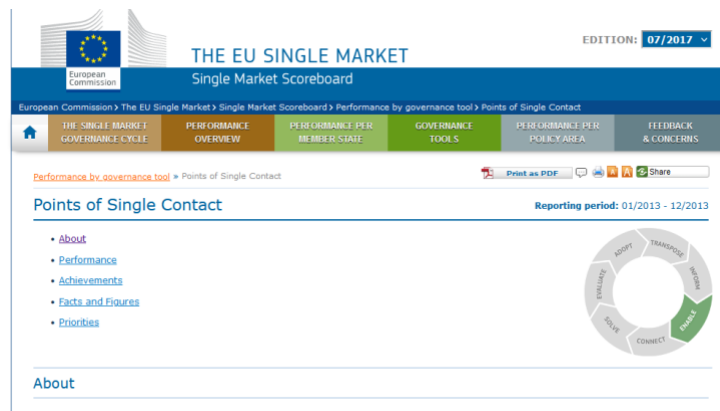 EDITION: 07/2017
THE EU SINGLE MARKET
Single Market Scoreboard
European
Commission
European Commission > The EU Single Market > Single Market Scoreboard > Performance by governance tool > Points of Single Contact
THE SINGLE MARKET
GOVERNANCE CYCLE
PERFORMANCE
OVERVIEW
PERFORMANCE PER
MEMBER STATE
GOVERNANCE
TOOLS
PERFORMANCE PER
POLICY AREA
FEEDBACK
& CONCERNS
Performance by governance tool » Points of Single Contact
Print as PDF
A
A
Share
Points of Single Contact
Reporting period: 01/2013 - 12/2013
• About
• Performance
• Achievements
• Facts and Figures
• Priorities
ADOPT
TRANSPOSE
INFORM
ENABLE
CONNECT
SOLVE
EVALUATE
About